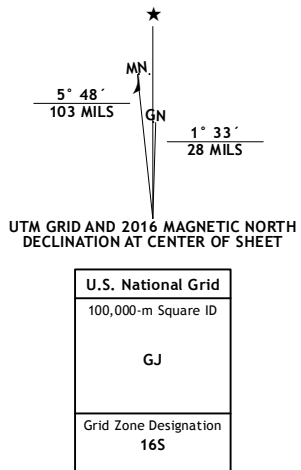 ★
MN.
5° 48´
103 MILS
GN
1° 33´
28 MILS
UTM GRID AND 2016 MAGNETIC NORTH
DECLINATION AT CENTER OF SHEET
U.S. National Grid
100,000-m Square ID
GJ
Grid Zone Designation
16S